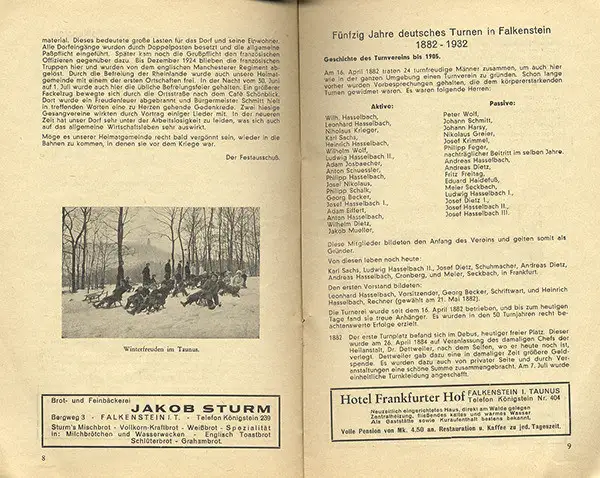 material. Dieses bedeutete große Lasten für das Dorf und seine Einwohner.
Alle Dorfeingänge wurden durch Doppelposten besetzt und die allgemeine
Paßpflicht eingeführt. Später kam noch die Grußpflicht den französischen
Offizieren gegenüber dazu. Bis Dezember 1924 blieben die französischen
Truppen hier und wurden von dem englischen Manchesterer Regiment ab-
gelöst. Durch die Befreiung der Rheinlande wurde auch unsere Heimat-
gemeinde mit einem der ersten Ortschaften frei. In der Nacht vom 30. Juni
auf 1. Juli wurde auch hier die übliche Befreiungsfeier gehalten. Ein größerer
Fackelzug bewegte sich durch die Ortsstraße nach dem Café Schönblick.
Dort wurde ein Freudenfeuer abgebrannt und Bürgermeister Schmitt hielt
in treffenden Worten eine zu Herzen gehende Gedenkrede. Zwei hiesige
Gesangvereine wirkten durch Vortrag einiger Lieder mit. In der neueren
Zeit hat unser Dorf sehr unter der Arbeitslosigkeit zu leiden, was sich auch
auf das allgemeine Wirtschaftsleben sehr auswirkt.
Möge es unserer Heimatgemeinde recht bald vergönnt sein, wieder in die
Bahnen zu kommen, in denen sie vor dem Kriege war.
Der Festausschuß.
Winterfreuden im Taunus.
Brot- und Feinbäckerei
JAKOB STURM
Bergweg 3 - FALKENSTEIN I. T. - Telefon Königstein 239
Sturm's Mischbrot - Vollkorn-Kraftbrot - Weißbrot - Spezialität
in: Milchbrötchen und Wasserwecken - Englisch Toastbrot
Schlüterbrot - Grahambrot.
8
Fünfzig Jahre deutsches Turnen in Falkenstein
1882 - 1932
Geschichte des Turnvereins bis 1905.
Am 16. April 1882 traten 24 turnfreudige Männer zusammen, um auch hier
wie in der ganzen Umgebung einen Turnverein zu gründen. Schon lange
vorher wurden Vorbesprechungen gehalten, die dem körpererstarkenden
Turnen gewidmet waren. Es waren folgende Herren:
Aktive:
Wilh. Hasselbach,
Leonhard Hasselbach,
Nikolaus Krieger,
Karl Sachs,
Heinrich Hasselbach,
Wilhelm Wolf,
Ludwig Hasselbach II.,
Adam Josbaecher,
Anton Schuessler,
Philipp Hasselbach,
Josef Nikolaus,
Philipp Schalk,
Georg Becker,
Josef Hasselbach I.,
Adam Eifert,
Anton Hasselbach,
Wilhelm Dietz,
Jakob Mueller,
Passive:
Peter Wolf,
Johann Schmitt,
Johann Harsy,
Nikolaus Greier,
Josef Krimmel,
Philipp Feger,
nachträglicher Beitritt im selben Jahre.
Andreas Hasselbach,
Andreas Dietz,
Fritz Freitag,
Eduard Haidefuß,
Meier Seckbach,
Ludwig Hasselbach I.,
Josef Dietz I.,
Josef Hasselbach II.,
Josef Hasselbach III.
Diese Mitglieder bildeten den Anfang des Vereins und gelten somit als
Gründer.
Von diesen leben noch heute:
Karl Sachs, Ludwig Hasselbach II., Josef Dietz, Schuhmacher, Andreas Dietz,
Andreas Hasselbach, Cronberg, und Meier, Seckbach, in Frankfurt.
Den ersten Vorstand bildeten:
Leonhard Hasselbach, Vorsitzender, Georg Becker, Schriftwart, und Heinrich
Hasselbach, Rechner (gewählt am 21. Mai 1882).
Die Turnerei wurde seit dem 16. April 1882 betrieben, und bis zum heutigen
Tage fand sie treue Anhänger. Es wurden in den 50 Turnjahren recht be-
achtenswerte Erfolge erzielt.
1882 Der erste Turnplatz befand sich im Debus, heutiger freier Platz. Dieser
wurde am 26. April 1884 auf Veranlassung des damaligen Chefs der
Heilanstalt, Dr. Dettweiler, nach dem Seifen, wo er heute noch ist,
verlegt. Dettweiler gab dazu eine in damaliger Zeit größere Geld-
spende. Es wurden dazu auch von privater Seite und durch Ver-
anstaltungen eine schöne Summe zusammengebracht. Am 7. Juli wurde
einheitliche Turnkleidung angeschafft.
Hotel Frankfurter Hof FALKENSTEIN I. TAUNUS
Telefon Königstein Nr. 404
Neuzeitlich eingerichtetes Haus, direkt am Walde gelegen
Zentralheizung, fließendes kaltes und warmes Wasser
Als Gaststätte sowie Kuraufenthalt bestens bekannt.
Volle Pension von Mk. 4.50 an. Restauration u. Kaffee zu jed. Tageszeit.
9